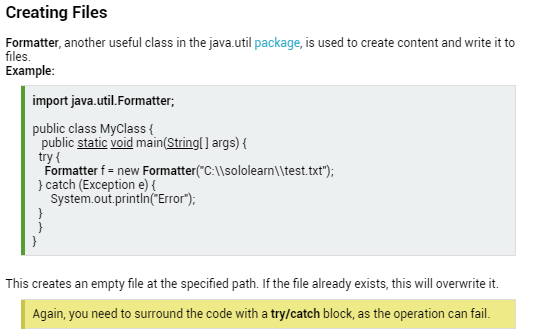 Creating Files
Formatter, another useful class in the java.util package, is used to create content and write it to
files.
Example:
import java.util.Formatter;
public class MyClass {
public static void main(String[ ] args) {
try {
Formatter f = new Formatter("C:\\sololearn\\test.txt");
} catch (Exception e) {
System.out.println("Error");
}
}
}
This creates an empty file at the specified path. If the file already exists, this will overwrite it.
Again, you need to surround the code with a try/catch block, as the operation can fail.